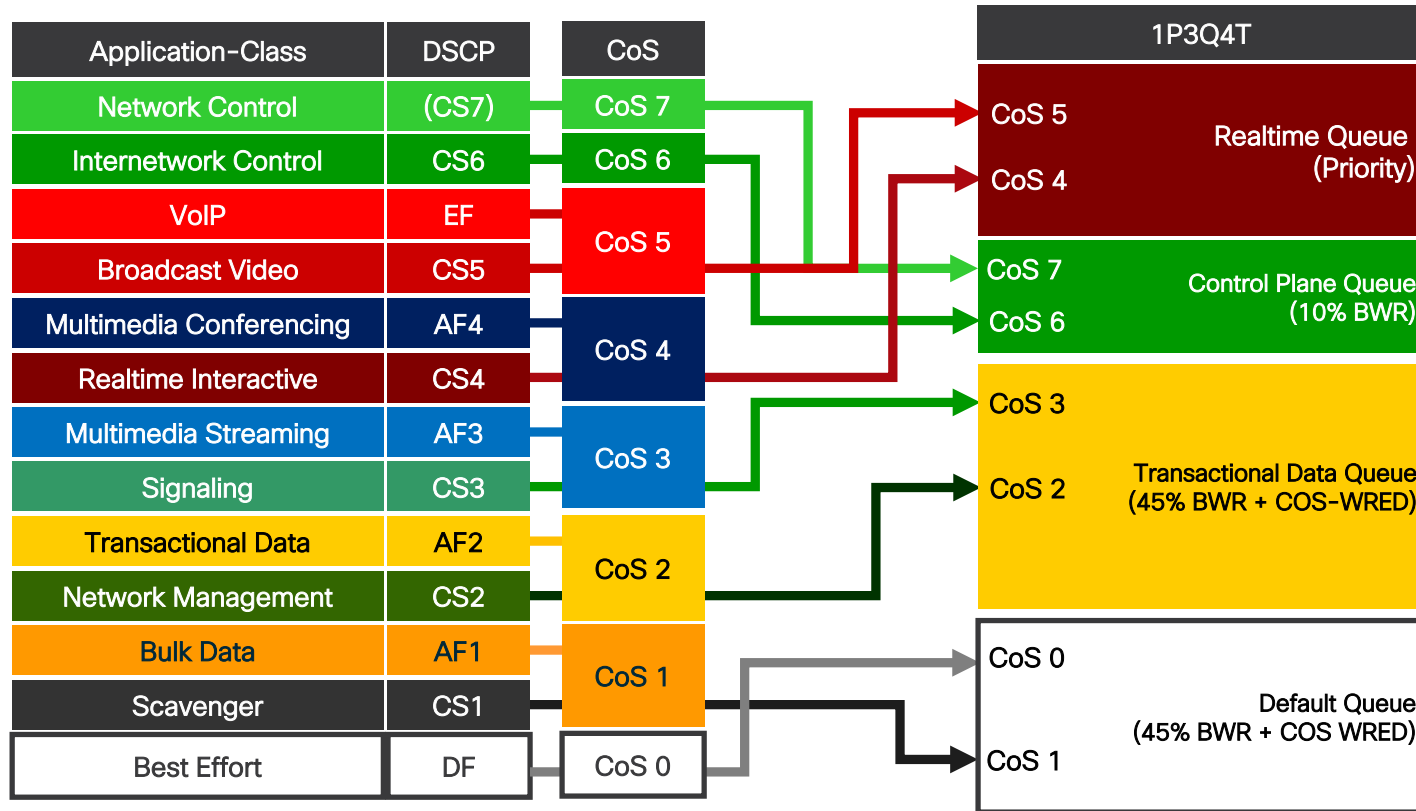 Application-Class DSCP CoS 1P3Q4T
Network Control (CS7) CoS 7
Internetwork Control CS6 CoS 6
VoIP EF
CoS 5
Broadcast Video CS5
Multimedia Conferencing AF4
CoS 4
Realtime Interactive CS4
Multimedia Streaming AF3
CoS 3
Signaling CS3
Transactional Data AF2
CoS 2
Network Management CS2
Bulk Data AF1
CoS 1
Scavenger CS1
Best Effort DF CoS 0
CoS 5
Realtime Queue
(Priority)
CoS 4
CoS 7
Control Plane Queue
(10% BWR)
CoS 6
CoS 3
Transactional Data Queue
(45% BWR + COS-WRED)
CoS 2
CoS 0
Default Queue
(45% BWR + COS WRED)
CoS 1